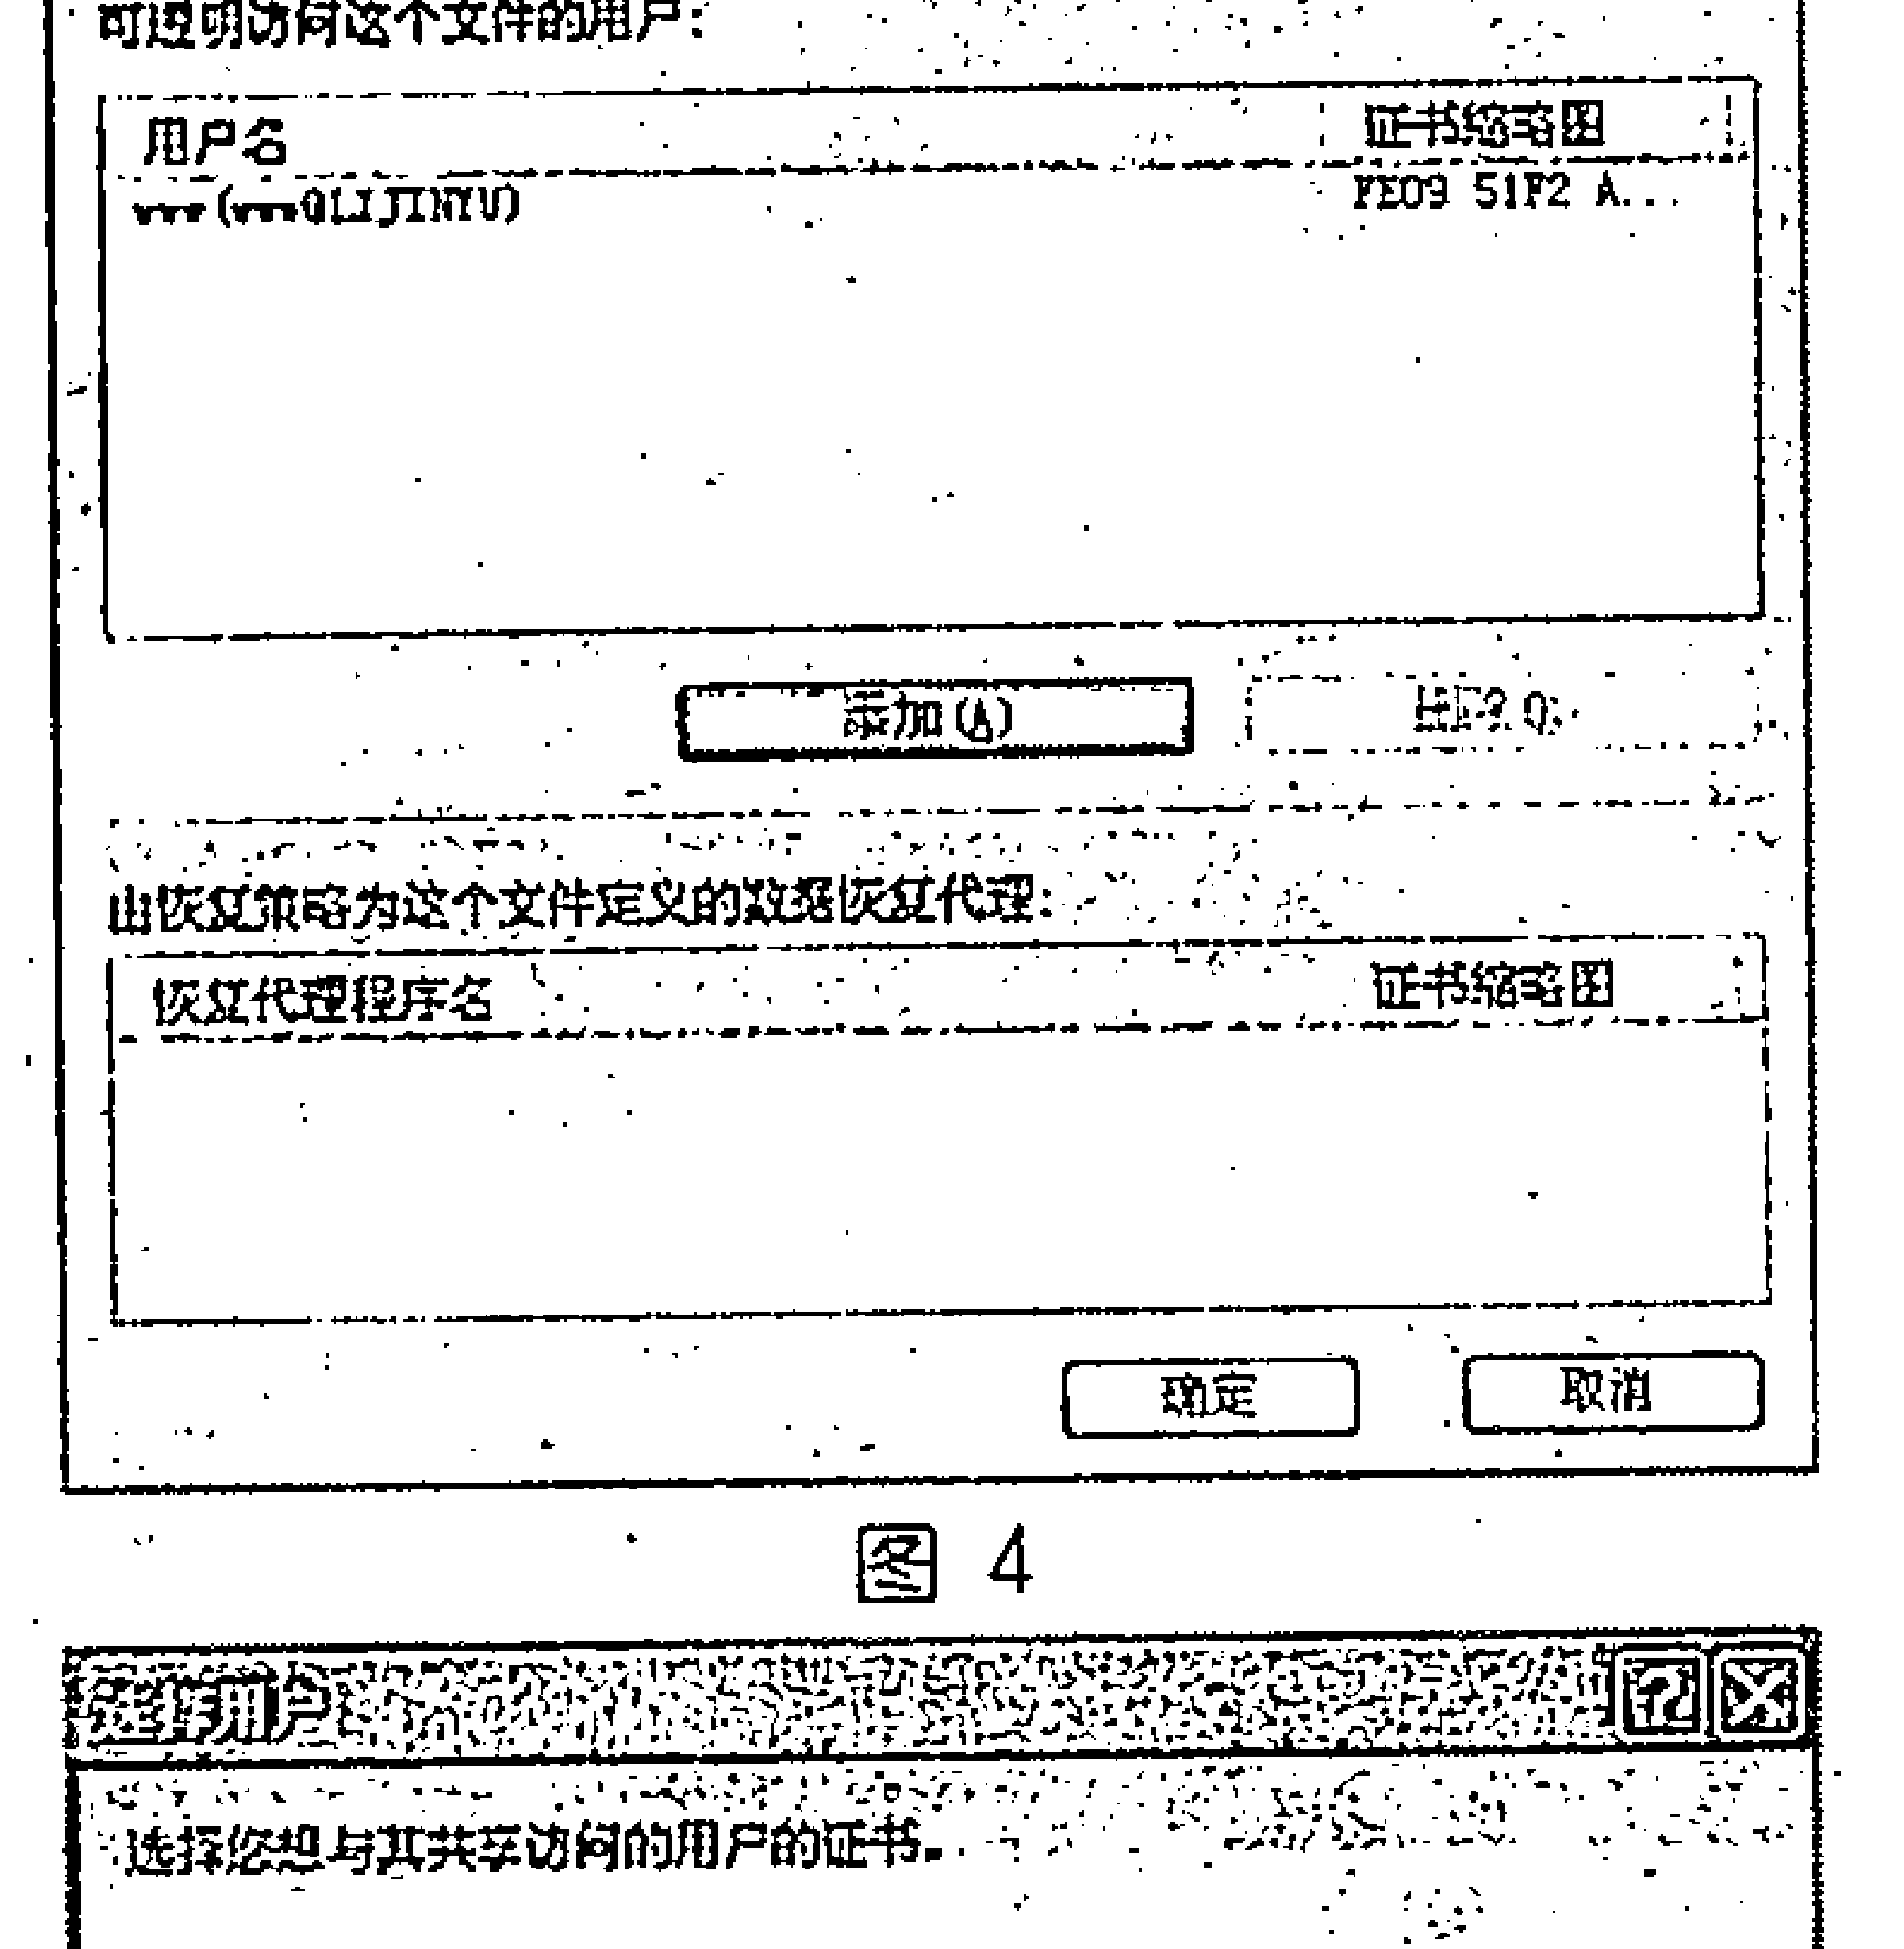 可透明访问这个文件的用户:
用户名 证书缩略图
www(www@LIJINYU) FE09 51F2 A...
添加(A)
由恢复策略为这个文件定义的数据恢复代理:
恢复代理程序名 证书缩略图
确定 取消
图 4
选择用户
选择您想与其共享访问的用户的证书。